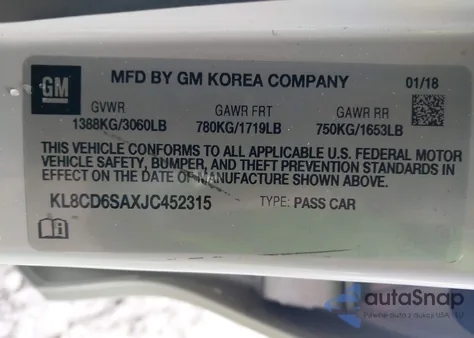 GM
MFD BY GM KOREA COMPANY 01/18
GVWR GAWR FRT GAWR RR
1388KG/3060LB 780KG/1719LB 750KG/1653LB
THIS VEHICLE CONFORMS TO ALL APPLICABLE U.S. FEDERAL MOTOR
VEHICLE SAFETY, BUMPER, AND THEFT PREVENTION STANDARDS IN
EFFECT ON THE DATE OF MANUFACTURE SHOWN ABOVE.
KL8CD6SAXJC452315 TYPE: PASS CAR
autaSnap